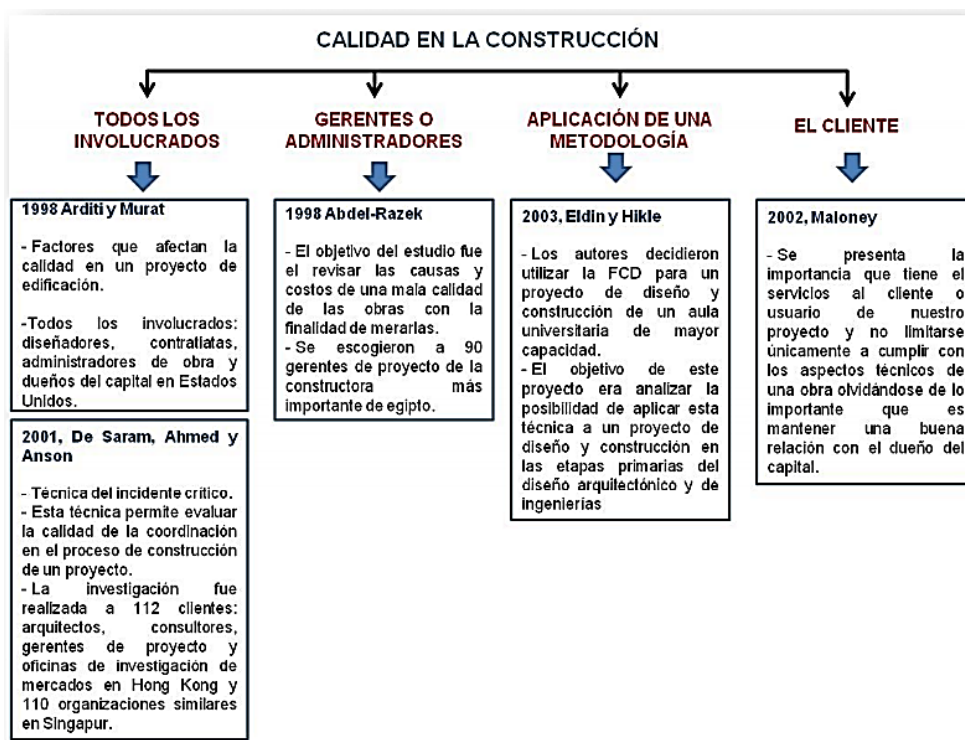 CALIDAD EN LA CONSTRUCCIÓN
TODOS LOS
INVOLUCRADOS
1998 Arditi y Murat
- Factores que afectan la
calidad en un proyecto de
edificación.
-Todos los involucrados:
diseñadores, contratiatas,
administradores de obra y
dueños del capital en Estados
Unidos.
2001, De Saram, Ahmed y
Anson
- Técnica del incidente crítico.
- Esta técnica permite evaluar
la calidad de la coordinación
en el proceso de construcción
de un proyecto.
- La investigación fue
realizada a 112 clientes:
arquitectos, consultores,
gerentes de proyecto y
oficinas de investigación de
mercados en Hong Kong y
110 organizaciones similares
en Singapur.
GERENTES O
ADMINISTRADORES
1998 Abdel-Razek
- El objetivo del estudio fue
el revisar las causas y
costos de una mala calidad
de las obras con la
finalidad de merarlas.
- Se escogieron a 90
gerentes de proyecto de la
constructora más
importante de egipto.
APLICACIÓN DE UNA
METODOLOGÍA
2003, Eldin y Hikle
- Los autores decidieron
utilizar la FCD para un
proyecto de diseño y
construcción de un aula
universitaria de mayor
capacidad.
- El objetivo de este
proyecto era analizar la
posibilidad de aplicar esta
técnica a un proyecto de
diseño y construcción en
las etapas primarias del
diseño arquitectónico y de
ingenierías
EL CLIENTE
2002, Maloney
- Se presenta la
importancia que tiene el
servicios al cliente o
usuario de nuestro
proyecto y no limitarse
únicamente a cumplir con
los aspectos técnicos de
una obra olvidándose de lo
importante que es
mantener una buena
relación con el dueño del
capital.